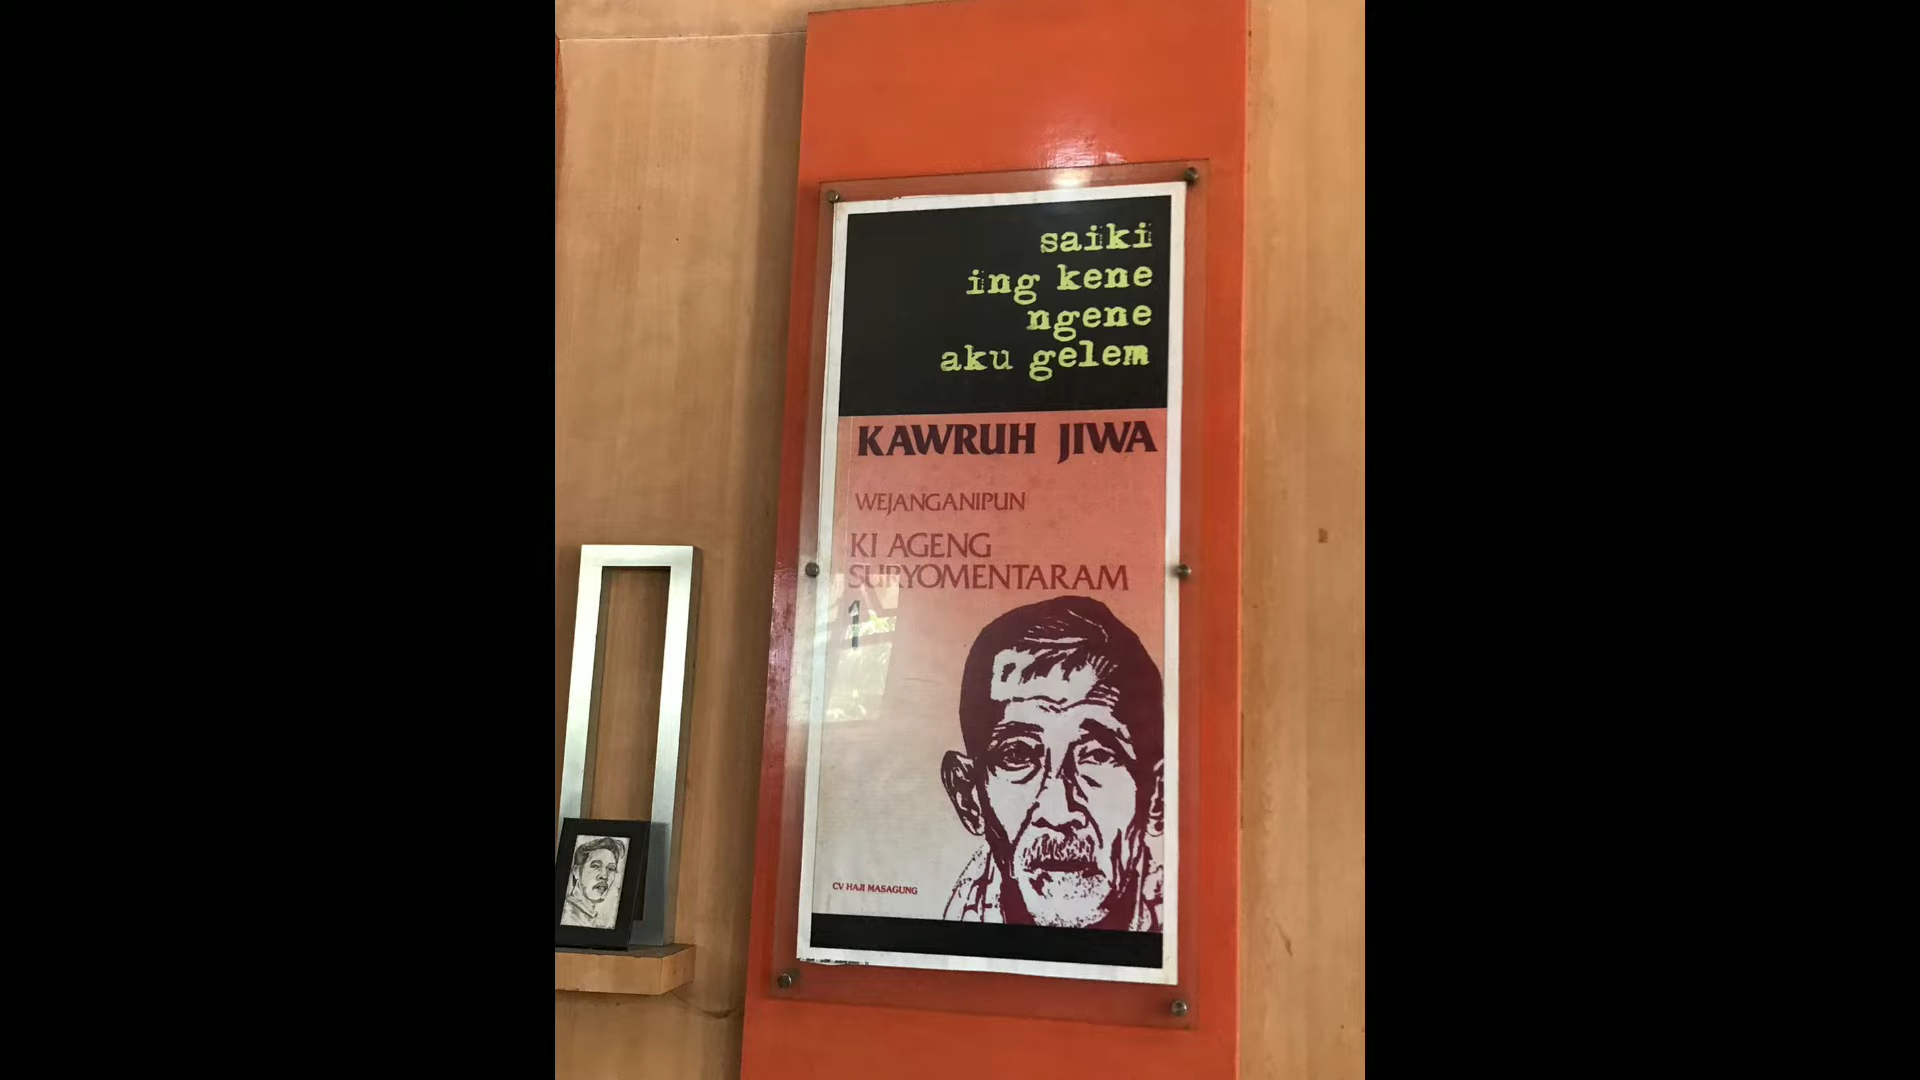 saiki
ing kene
ngene
aku gelem
KAWRUH JIWA
WEJANGANIPUN
KI AGENG
SURYOMENTARAM
1
CV HAJI MASAGUNG